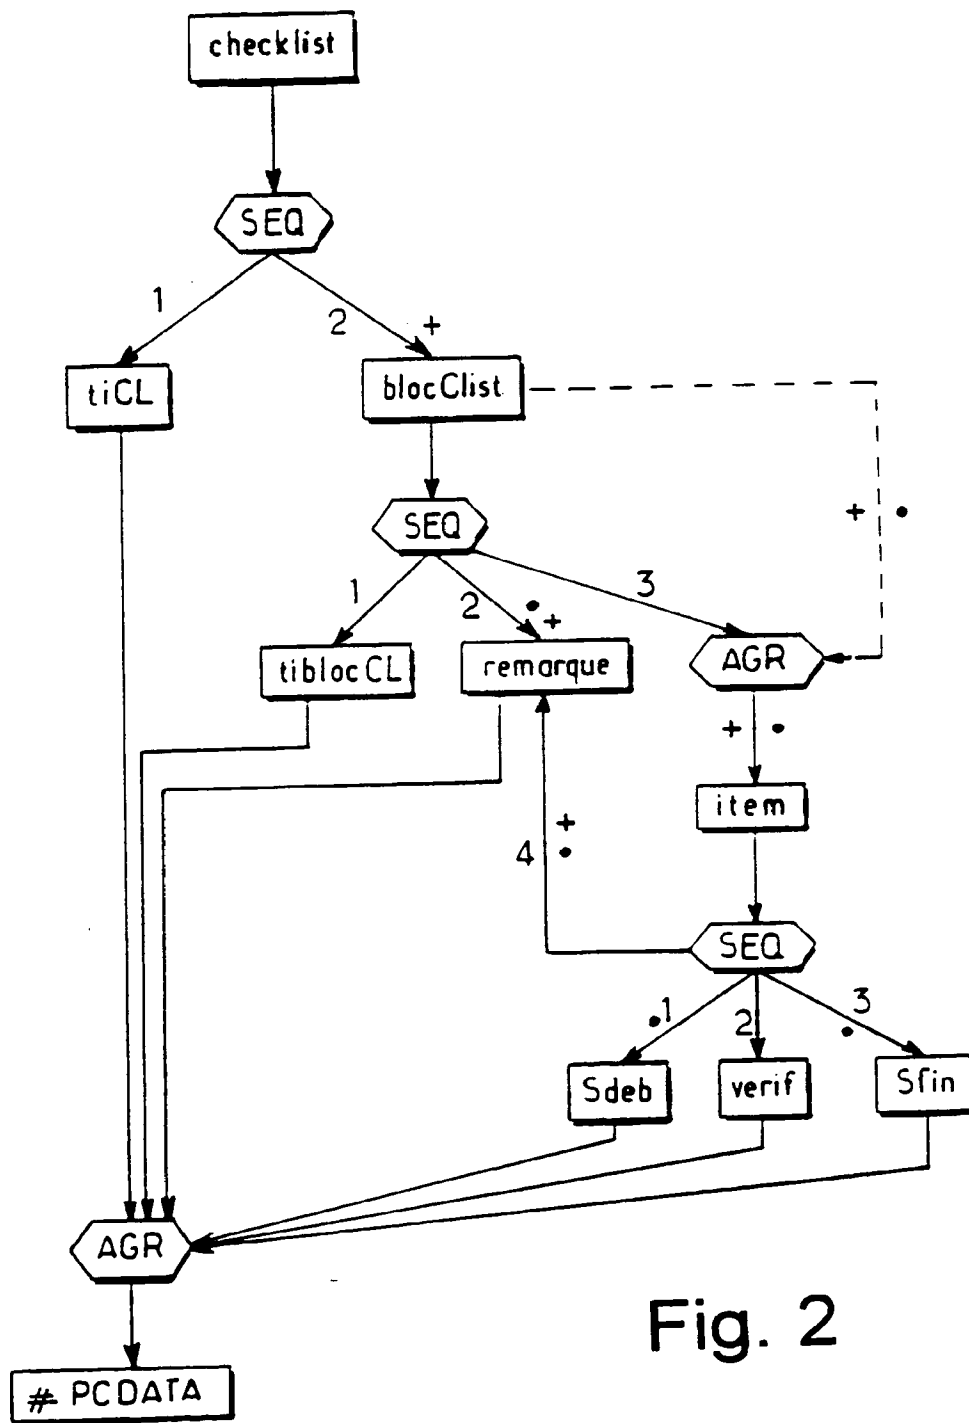 checklist
SEQ
1
2 +
tiCL
blocClist
+ •
SEQ
1
2 • +
3
tiblocCL
remarque
AGR
+ •
item
4 + •
SEQ
• 1
2
3 •
Sdeb
verif
Sfin
AGR
# PCDATA
Fig. 2